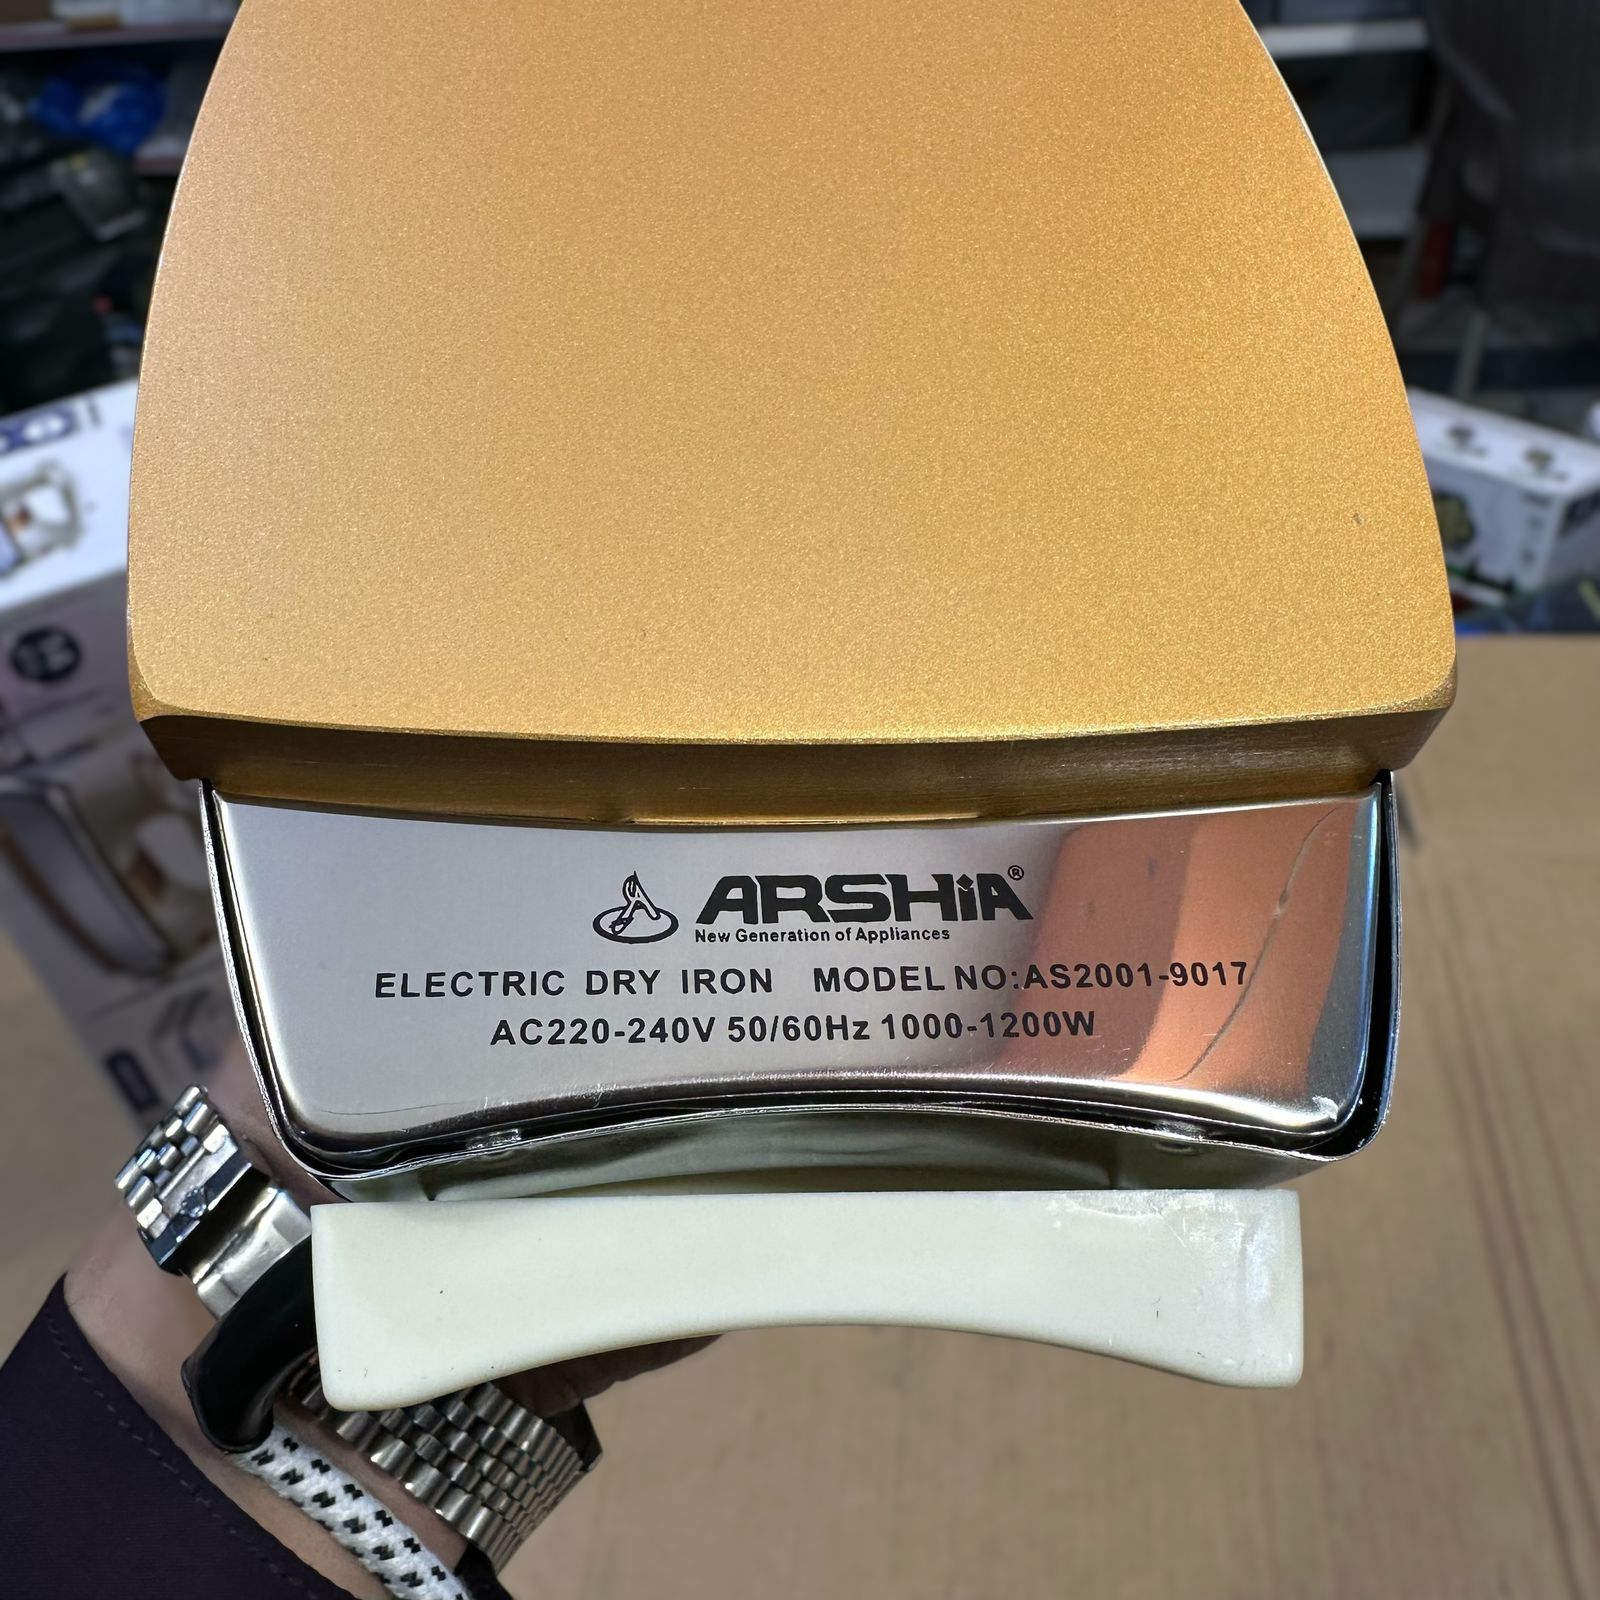 ARSHiA®
New Generation of Appliances
ELECTRIC DRY IRON MODEL NO:AS2001-9017
AC220-240V 50/60Hz 1000-1200W